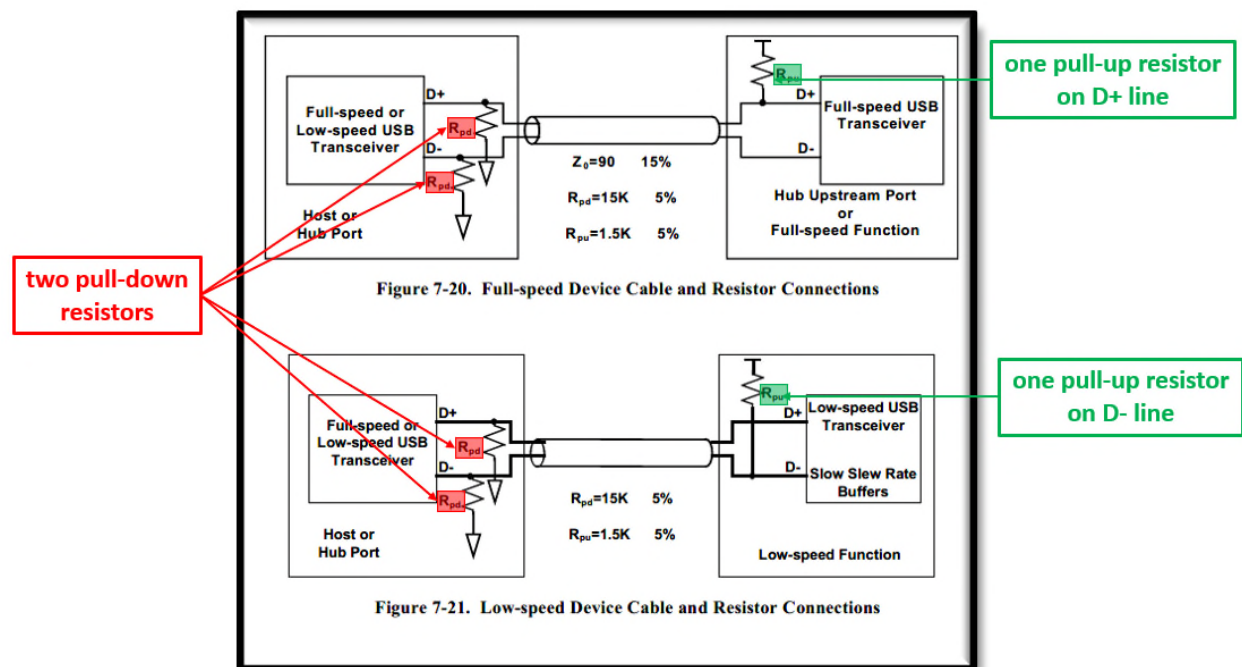 one pull-up resistor
on D+ line
R_pu
D+
D+
Full-speed or
Low-speed USB
Transceiver
R_pd
Full-speed USB
Transceiver
D-
D-
R_pd
Z_0=90 15%
R_pd=15K 5%
R_pu=1.5K 5%
Host or
Hub Port
Hub Upstream Port
or
Full-speed Function
two pull-down
resistors
Figure 7-20. Full-speed Device Cable and Resistor Connections
one pull-up resistor
on D- line
R_pu
D+
D+
Full-speed or
Low-speed USB
Transceiver
R_pd
Low-speed USB
Transceiver
D-
D-
Slow Slew Rate
Buffers
R_pd
R_pd=15K 5%
R_pu=1.5K 5%
Host or
Hub Port
Low-speed Function
Figure 7-21. Low-speed Device Cable and Resistor Connections